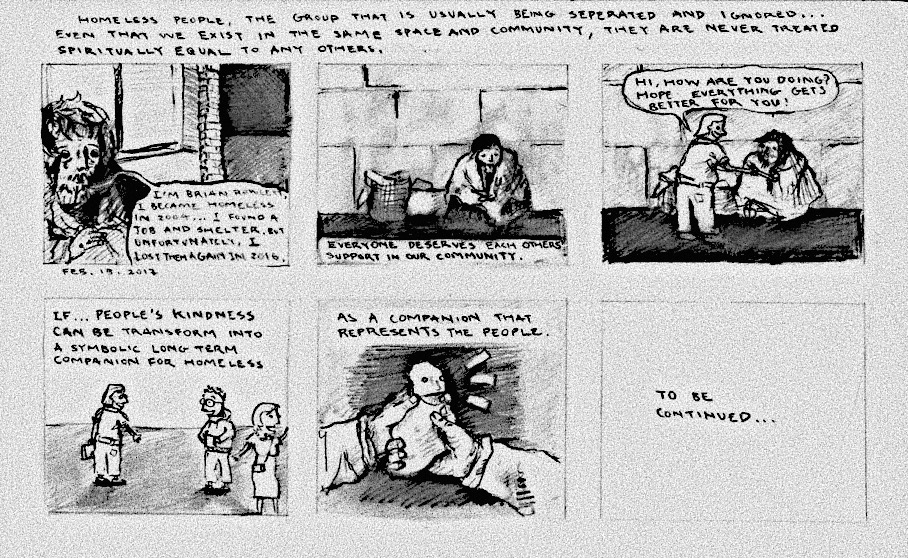 HOMELESS PEOPLE, THE GROUP THAT IS USUALLY BEING SEPERATED AND IGNORED...
EVEN THAT WE EXIST IN THE SAME SPACE AND COMMUNITY, THEY ARE NEVER TREATED
SPIRITUALLY EQUAL TO ANY OTHERS.
I'M BRIAN
I BECAME HOMELESS
IN 2004... I FOUND A
JOB AND SHELTER. BUT
UNFORTUNATELY, I
LOST THEM AGAIN IN 2016.
FEB. 19. 2017
EVERYONE DESERVES EACH OTHERS'
SUPPORT IN OUR COMMUNITY.
HI, HOW ARE YOU DOING?
HOPE EVERYTHING GETS
BETTER FOR YOU!
IF... PEOPLE'S KINDNESS
CAN BE TRANSFORM INTO
A SYMBOLIC LONG TERM
COMPANION FOR HOMELESS
AS A COMPANION THAT
REPRESENTS THE PEOPLE.
TO BE
CONTINUED...